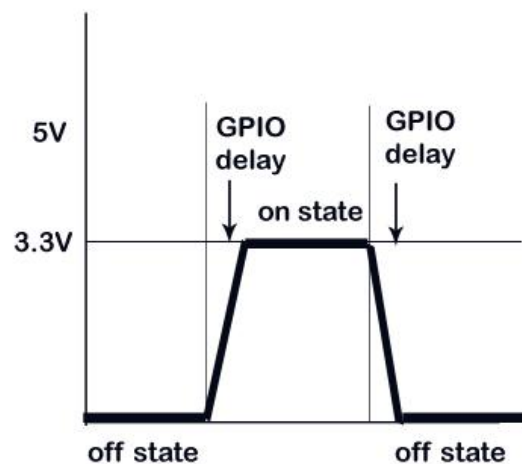 5V
GPIO
delay
GPIO
delay
on state
3.3V
off state
off state